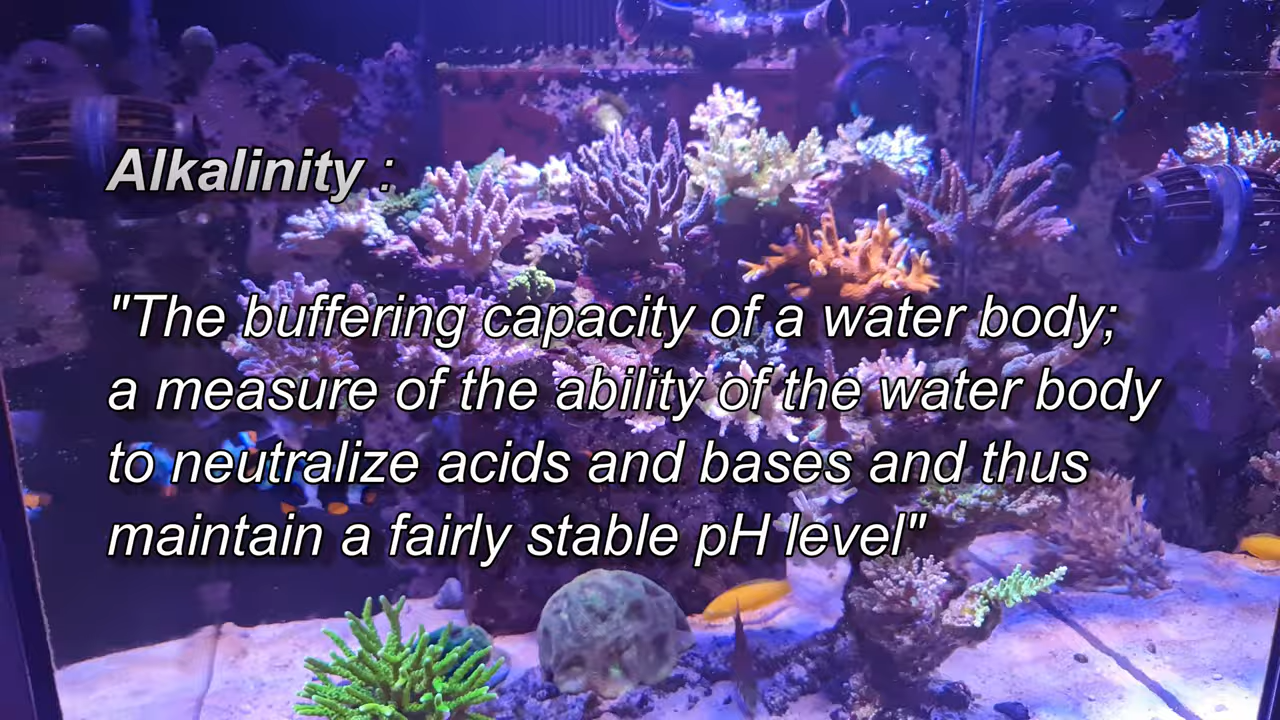 Alkalinity :
"The buffering capacity of a water body;
a measure of the ability of the water body
to neutralize acids and bases and thus
maintain a fairly stable pH level"